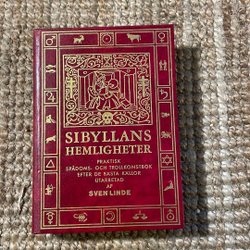 SIBYLLANS
HEMLIGHETER
PRAKTISK
SPÅDOMS- OCH TROLLKONSTBOK
EFTER DE BÄSTA KÄLLOR
UTARBETAD
AF
SVEN LINDE